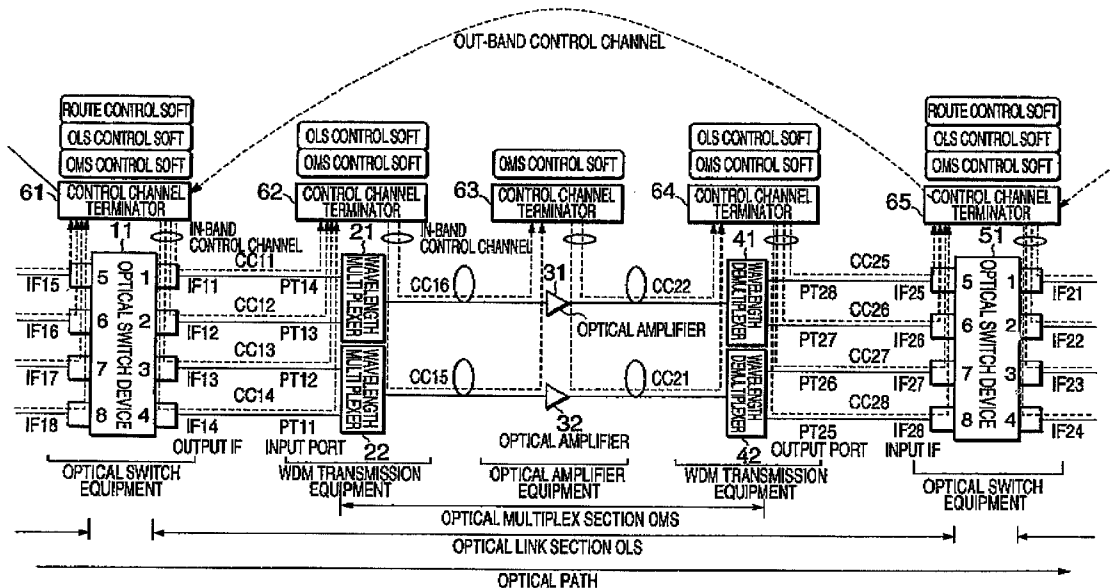 OUT-BAND CONTROL CHANNEL
ROUTE CONTROL SOFT
OLS CONTROL SOFT
OMS CONTROL SOFT
61
CONTROL CHANNEL
TERMINATOR
OLS CONTROL SOFT
OMS CONTROL SOFT
62
CONTROL CHANNEL
TERMINATOR
OMS CONTROL SOFT
63
CONTROL CHANNEL
TERMINATOR
OLS CONTROL SOFT
OMS CONTROL SOFT
64
CONTROL CHANNEL
TERMINATOR
ROUTE CONTROL SOFT
OLS CONTROL SOFT
OMS CONTROL SOFT
65
CONTROL CHANNEL
TERMINATOR
11
IN-BAND
CONTROL CHANNEL
21
IN-BAND
CONTROL CHANNEL
41
51
IF15
IF16
IF17
IF18
5
6
7
8
OPTICAL SWITCH DEVICE
1
2
3
4
IF11
IF12
IF13
IF14
CC11
CC12
CC13
CC14
PT14
PT13
PT12
PT11
WAVELENGTH
MULTIPLEXER
WAVELENGTH
MULTIPLEXER
22
CC16
CC15
31
OPTICAL AMPLIFIER
32
OPTICAL AMPLIFIER
CC22
CC21
WAVELENGTH
DEMULTIPLEXER
WAVELENGTH
DEMULTIPLEXER
42
CC25
CC26
CC27
CC28
PT28
PT27
PT26
PT25
IF25
IF26
IF27
IF28
5
6
7
8
OPTICAL SWITCH DEVICE
1
2
3
4
IF21
IF22
IF23
IF24
OUTPUT IF
INPUT PORT
OUTPUT PORT
INPUT IF
OPTICAL SWITCH
EQUIPMENT
WDM TRANSMISSION
EQUIPMENT
OPTICAL AMPLIFIER
EQUIPMENT
WDM TRANSMISSION
EQUIPMENT
OPTICAL SWITCH
EQUIPMENT
OPTICAL MULTIPLEX SECTION OMS
OPTICAL LINK SECTION OLS
OPTICAL PATH